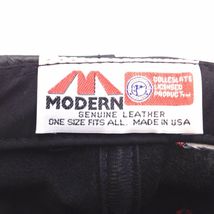 COLLEGIATE
LICENSED
PRODUCT
MODERN
GENUINE LEATHER
ONE SIZE FITS ALL. MADE IN USA